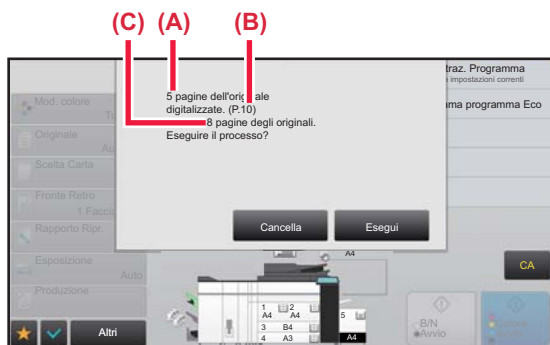 (C) (A) (B)
traz. Programma
impostazioni correnti
5 pagine dell'originale
digitalizzate. (P.10)
8 pagine degli originali.
Eseguire il processo?
Mod. colore
ma programma Eco
Originale
Au
Scelta Carta
Fronte Retro
1 Faccia
Rapporto Ripr.
Cancella
Esegui
Esposizione
Auto
A4
CA
Produzione
1 A4
2 A4
3 B4
4 A3
5
A4
B/N
Avvio
Altri